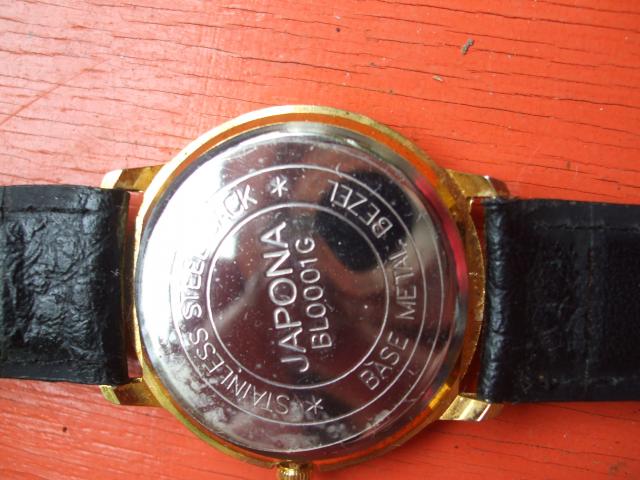 STAINLESS STEEL BACK * BASE METAL BEZEL *
JAPONA
BL0001G